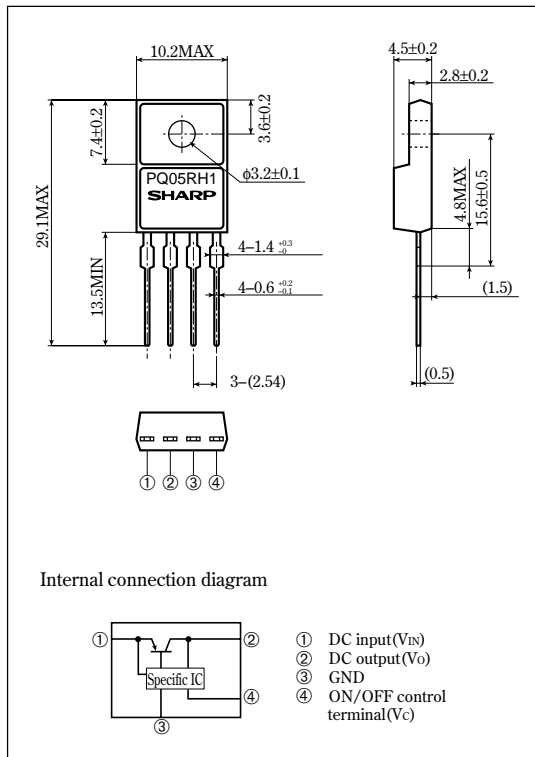 10.2MAX
4.5±0.2
2.8±0.2
3.6±0.2
7.4±0.2
29.1MAX
PQ05RH1
SHARP
φ3.2±0.1
4.8MAX
15.6±0.5
13.5MIN
4–1.4 +0.3 –0
4–0.6 +0.2 –0.1
(1.5)
(0.5)
3–(2.54)
① ② ③ ④
Internal connection diagram
① ②
Specific IC
④
③
① DC input(VIN)
② DC output(VO)
③ GND
④ ON/OFF control
terminal(VC)